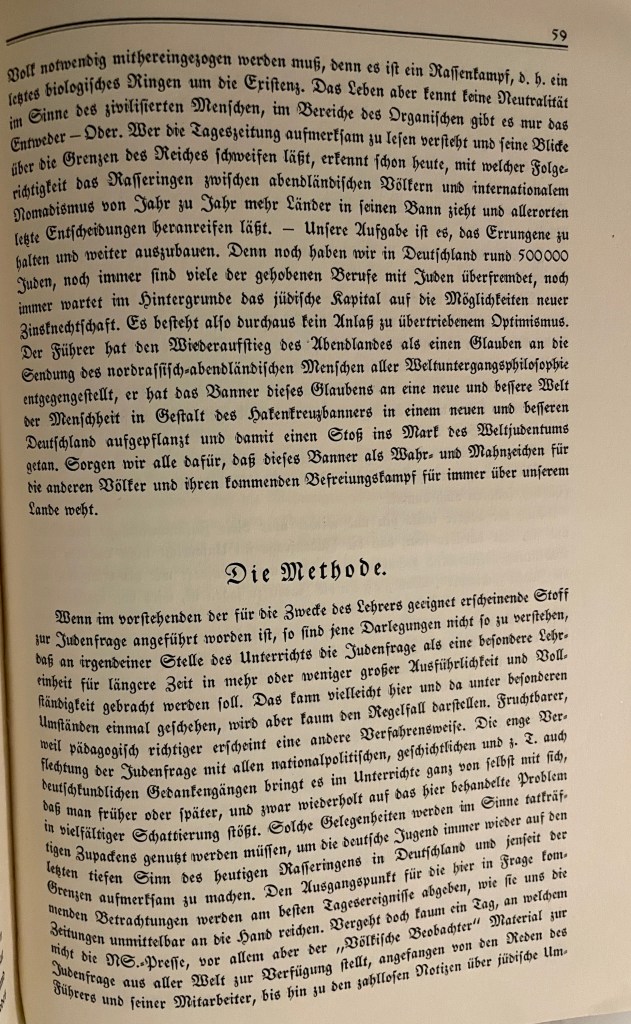 59
Volk notwendig mithereingezogen werden muß, denn es ist ein Rassenkampf, d. h. ein
letztes biologisches Ringen um die Existenz. Das Leben aber kennt keine Neutralität
im Sinne des zivilisierten Menschen, im Bereiche des Organischen gibt es nur das
Entweder – Oder. Wer die Tageszeitung aufmerksam zu lesen versteht und seine Blicke
über die Grenzen des Reiches schweifen läßt, erkennt schon heute, mit welcher Folge-
richtigkeit das Rasseringen zwischen abendländischen Völkern und internationalem
Nomadismus von Jahr zu Jahr mehr Länder in seinen Bann zieht und allerorten
letzte Entscheidungen heranreifen läßt. – Unsere Aufgabe ist es, das Errungene zu
halten und weiter auszubauen. Denn noch haben wir in Deutschland rund 500000
Juden, noch immer sind viele der gehobenen Berufe mit Juden überfremdet, noch
immer wartet im Hintergrunde das jüdische Kapital auf die Möglichkeiten neuer
Zinsknechtschaft. Es besteht also durchaus kein Anlaß zu übertriebenem Optimismus.
Der Führer hat den Wiederaufstieg des Abendlandes als einen Glauben an die
Sendung des nordrassisch-abendländischen Menschen aller Weltuntergangsphilosophie
entgegengestellt, er hat das Banner dieses Glaubens an eine neue und bessere Welt
der Menschheit in Gestalt des Hakenkreuzbanners in einem neuen und besseren
Deutschland aufgepflanzt und damit einen Stoß ins Mark des Weltjudentums
getan. Sorgen wir alle dafür, daß dieses Banner als Wahr- und Mahnzeichen für
die anderen Völker und ihren kommenden Befreiungskampf für immer über unserem
Lande weht.
Die Methode.
Wenn im vorstehenden der für die Zwecke des Lehrers geeignet erscheinende Stoff
zur Judenfrage angeführt worden ist, so sind jene Darlegungen nicht so zu verstehen,
daß an irgendeiner Stelle des Unterrichts die Judenfrage als eine besondere Lehr-
einheit für längere Zeit in mehr oder weniger großer Ausführlichkeit und Voll-
ständigkeit gebracht werden soll. Das kann vielleicht hier und da unter besonderen
Umständen einmal geschehen, wird aber kaum den Regelfall darstellen. Fruchtbarer,
weil pädagogisch richtiger erscheint eine andere Verfahrensweise. Die enge Ver-
flechtung der Judenfrage mit allen nationalpolitischen, geschichtlichen und z. T. auch
deutschkundlichen Gedankengängen bringt es im Unterrichte ganz von selbst mit sich,
daß man früher oder später, und zwar wiederholt auf das hier behandelte Problem
in vielfältiger Schattierung stößt. Solche Gelegenheiten werden im Sinne tatkräf-
tigen Zupackens genutzt werden müssen, um die deutsche Jugend immer wieder auf den
letzten tiefen Sinn des heutigen Rasseringens in Deutschland und jenseit der
Grenzen aufmerksam zu machen. Den Ausgangspunkt für die hier in Frage kom-
menden Betrachtungen werden am besten Tagesereignisse abgeben, wie sie uns die
Zeitungen unmittelbar an die Hand reichen. Vergeht doch kaum ein Tag, an welchem
nicht die NS.-Presse, vor allem aber der „Völkische Beobachter“ Material zur
Judenfrage aus aller Welt zur Verfügung stellt, angefangen von den Reden des
Führers und seiner Mitarbeiter, bis hin zu den zahllosen Notizen über jüdische Um-